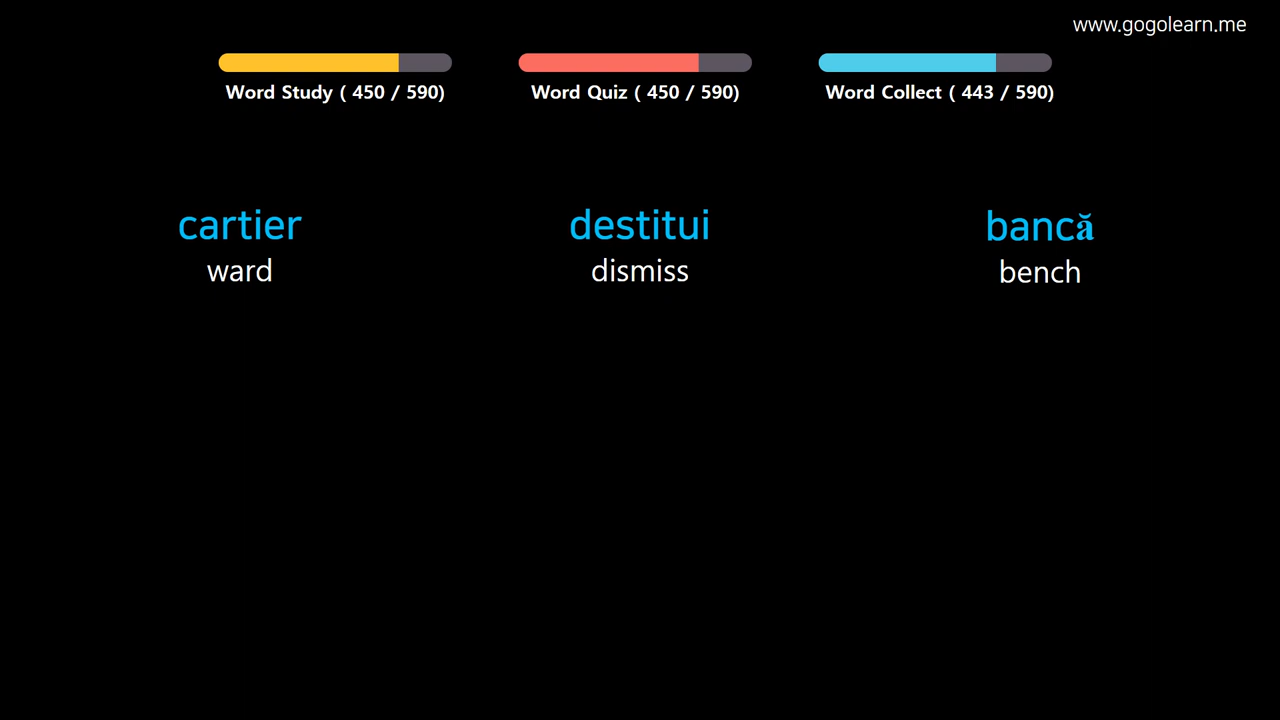 www.gogolearn.me
Word Study ( 450 / 590)
Word Quiz ( 450 / 590)
Word Collect ( 443 / 590)
cartier
ward
destitui
dismiss
bancă
bench